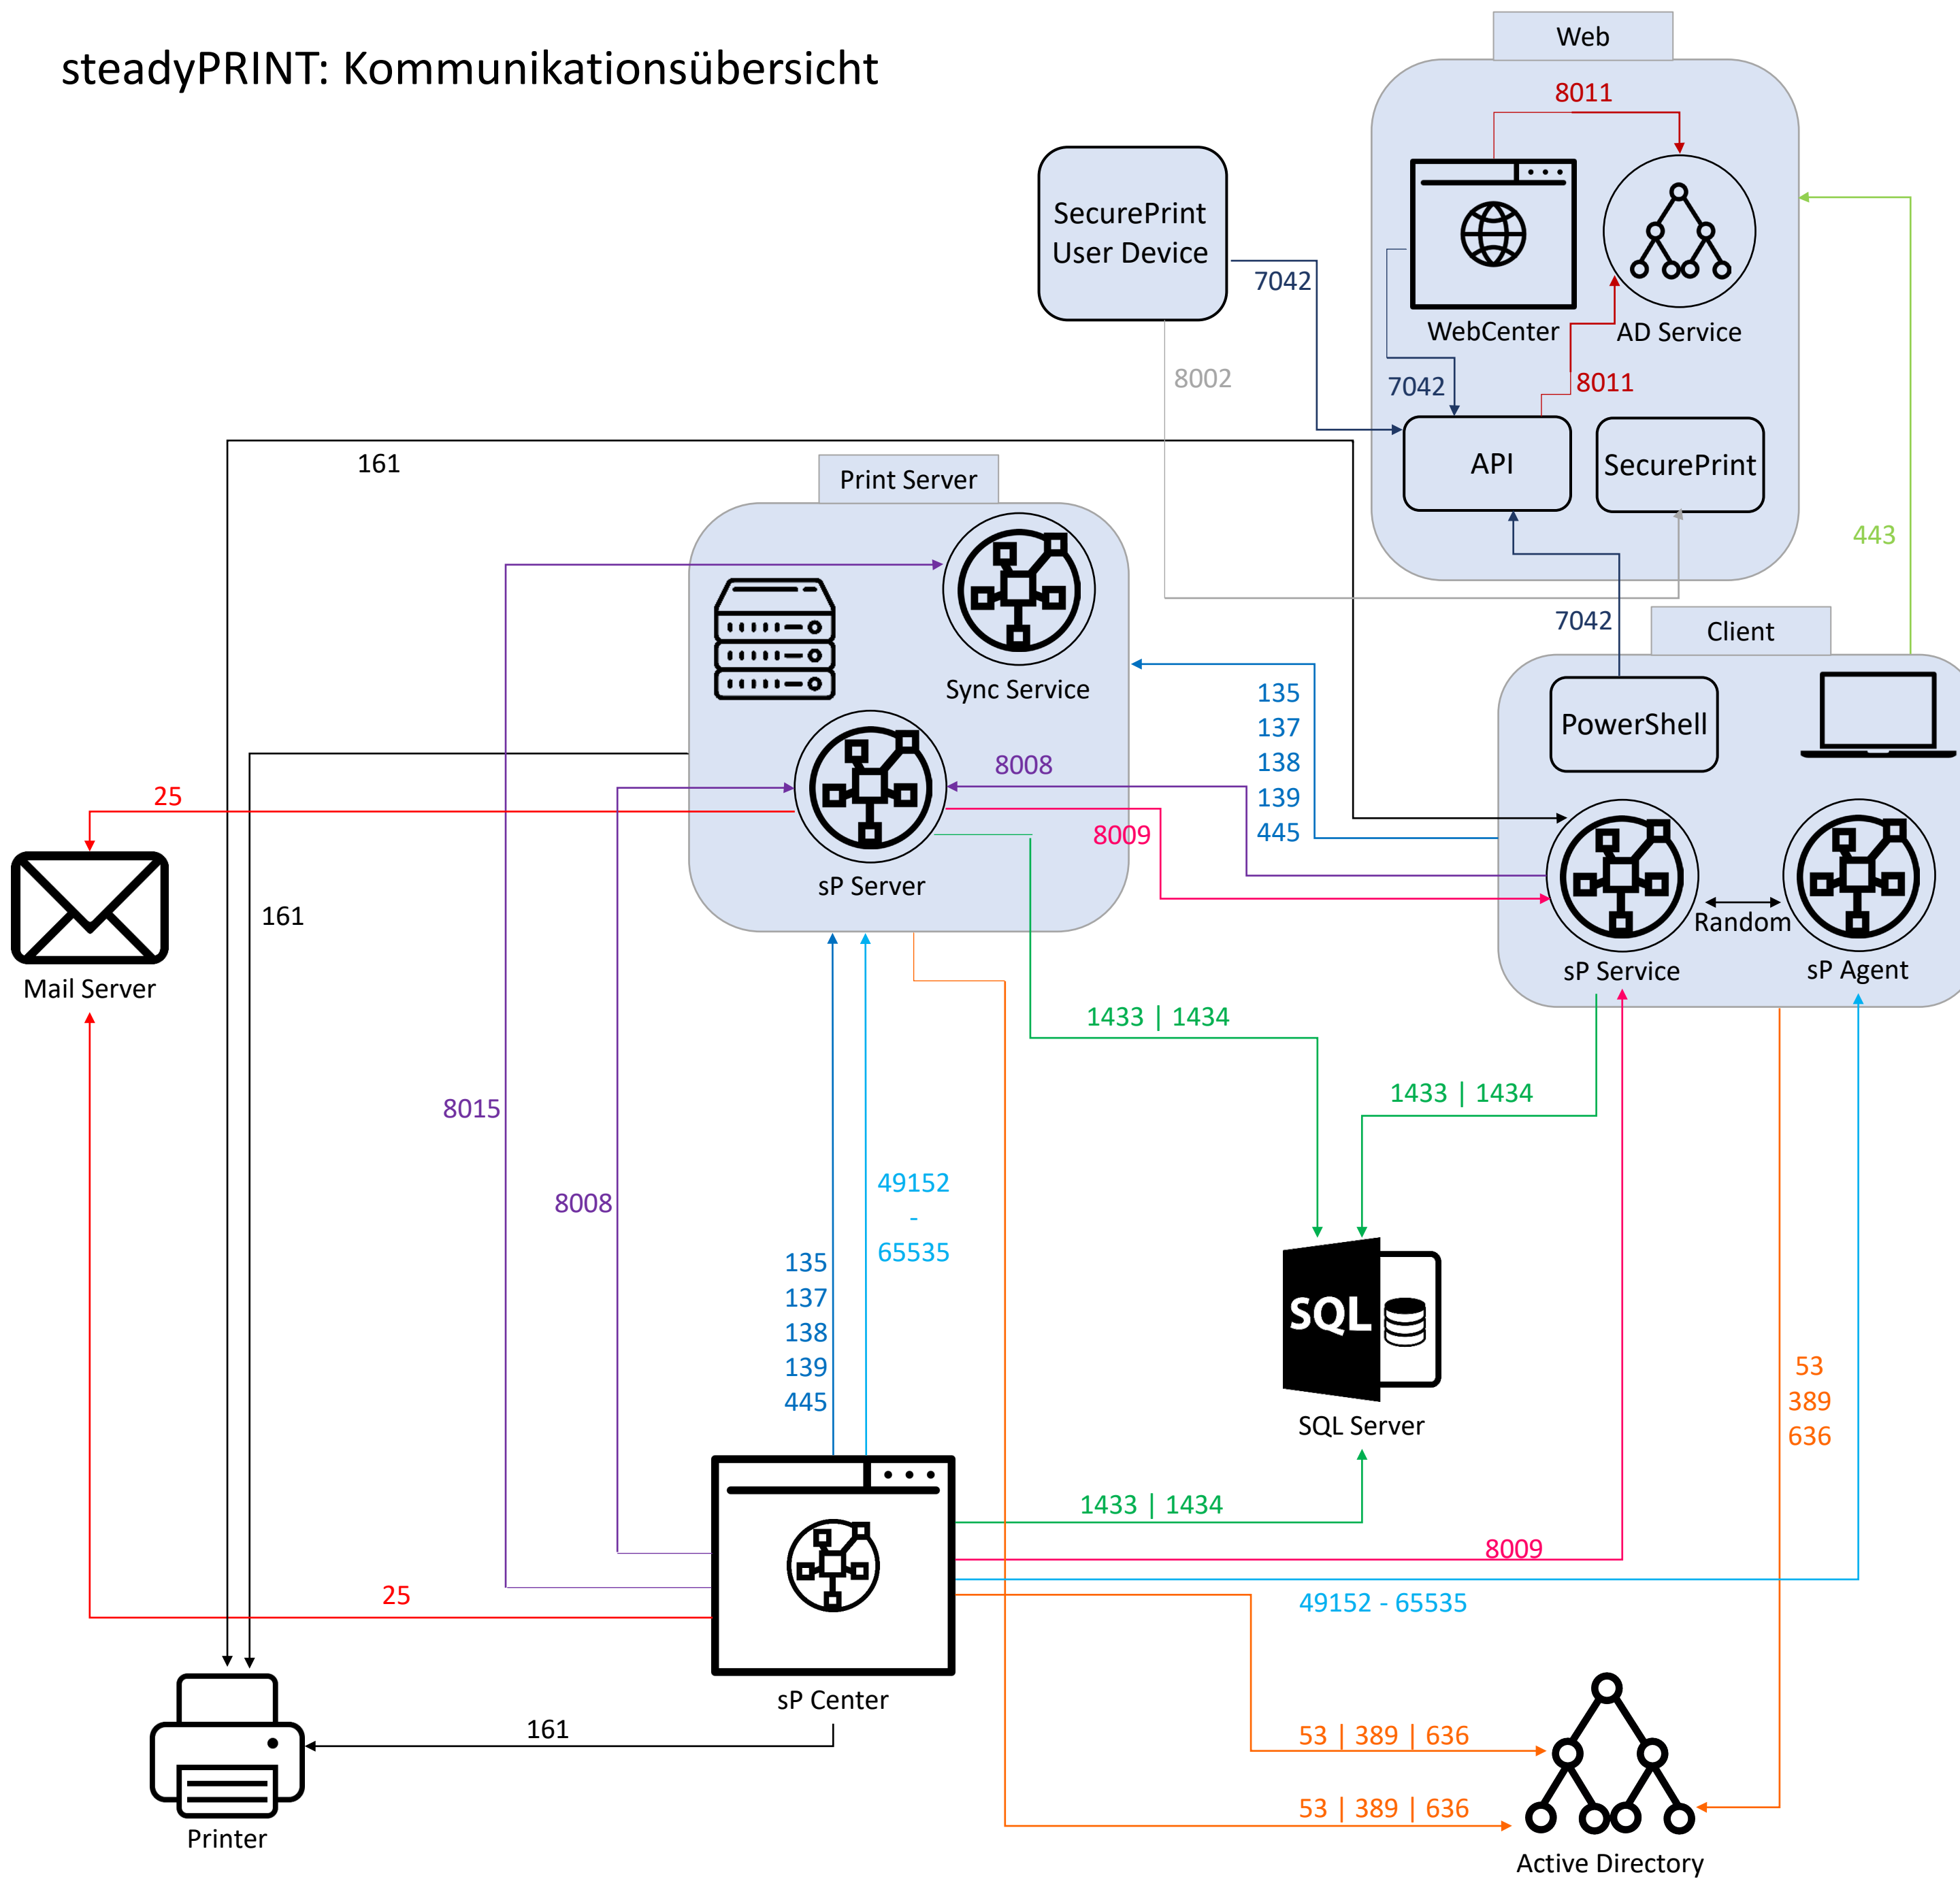 steadyPRINT: Kommunikationsübersicht
Web
8011
SecurePrint
User Device
7042
WebCenter
AD Service
8002
7042
8011
API
SecurePrint
443
161
Print Server
Sync Service
7042
Client
PowerShell
135
137
138
139
445
8008
8009
25
sP Server
Random
sP Service
sP Agent
Mail Server
161
1433 | 1434
1433 | 1434
8015
8008
49152
-
65535
135
137
138
139
445
SQL
SQL Server
53
389
636
1433 | 1434
8009
49152 - 65535
25
sP Center
161
Printer
53 | 389 | 636
53 | 389 | 636
Active Directory